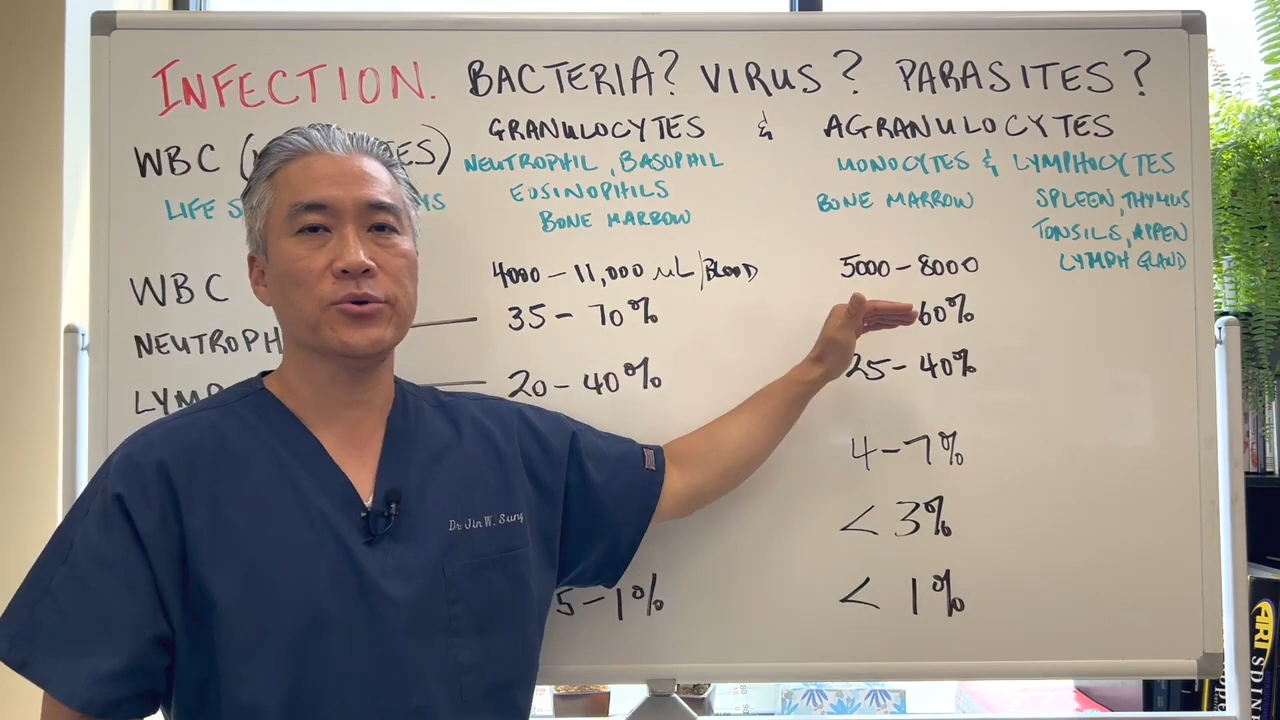 INFECTION. BACTERIA? VIRUS? PARASITES?
GRANULOCYTES & AGRANULOCYTES
WBC (
NEUTROPHIL, BASOPHIL MONOCYTES & LYMPHOCYTES
LIFE
EOSINOPHILS BONE MARROW SPLEEN, THYMUS
BONE MARROW TONSILS, APPEN
LYMPH GLAND
WBC 4000 - 11,000 uL/BLOOD 5000 - 8000
NEUTROPH 35 - 70% 60%
LYM 20 - 40% 25 - 40%
4 - 7%
< 3%
5 - 1% < 1%
Dr Jin W. Sung